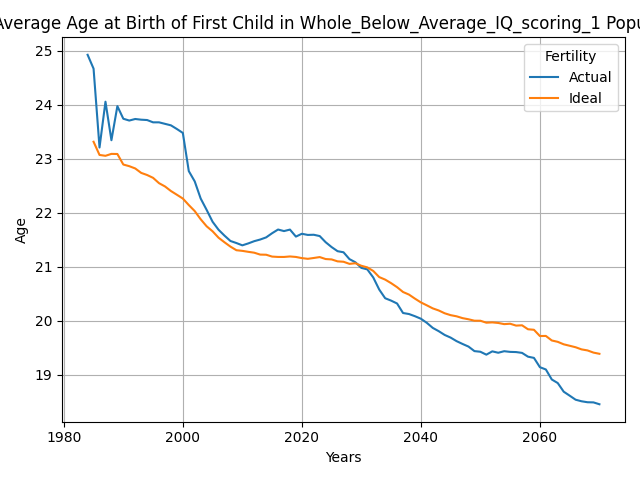 Average Age at Birth of First Child in Whole_Below_Average_IQ_scoring_1
Fertility
Actual
Ideal
25
24
23
22
21
20
19
Age
1980
2000
2020
2040
2060
Years